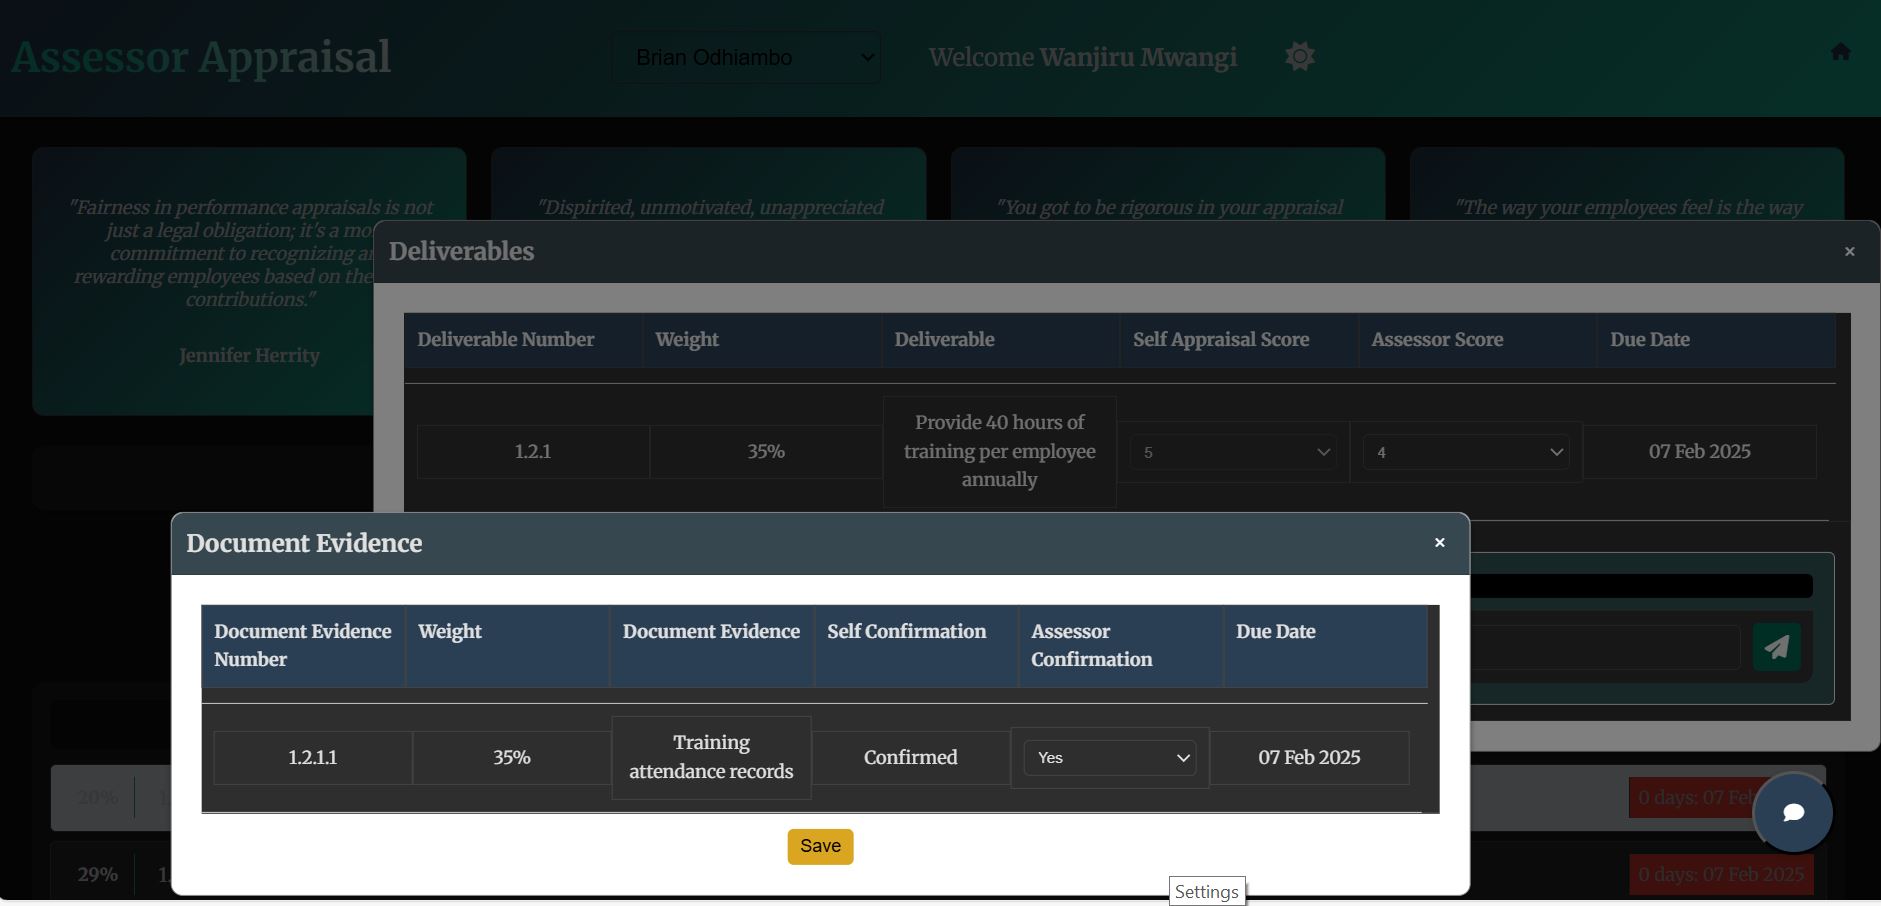 Assessor Appraisal
Brian Odhiambo
Welcome Wanjiru Mwangi
"Fairness in performance appraisals is not
just a legal obligation; it's a
commitment to recognizing
rewarding employees based on
contributions."
Jennifer Herrity
"Dispirited, unmotivated, unappreciated
"You got to be rigorous in your appraisal
"The way your employees feel is the way
Deliverables
×
Deliverable Number Weight Deliverable Self Appraisal Score Assessor Score Due Date
1.2.1 35% Provide 40 hours of
training per employee
annually
5 4 07 Feb 2025
Document Evidence
×
Document Evidence
Number
Weight Document Evidence Self Confirmation Assessor
Confirmation
Due Date
1.2.1.1 35% Training
attendance records
Confirmed Yes 07 Feb 2025
Save
20%
0 days: 07
29%
0 days: 07 Feb 2025
Settings